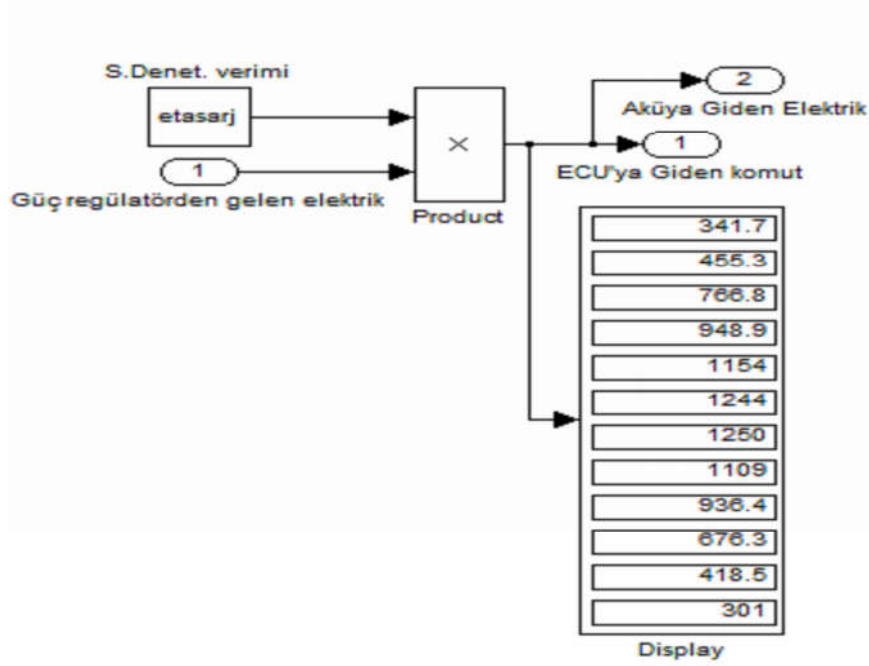 S.Denet. verimi
etasarj
1
Güç regülatörden gelen elektrik
×
Product
2
Aküya Giden Elektrik
1
ECU'ya Giden komut
341.7
455.3
766.8
948.9
1154
1244
1250
1109
936.4
676.3
418.5
301
Display